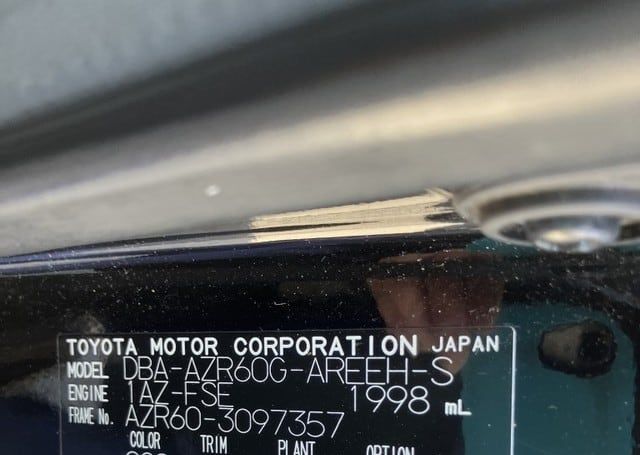 TOYOTA MOTOR CORPORATION JAPAN
MODEL DBA-AZR60G-AREEH-S
ENGINE 1AZ-FSE 1998 mL
FRAME No. AZR60-3097357
COLOR TRIM PLANT OPTION